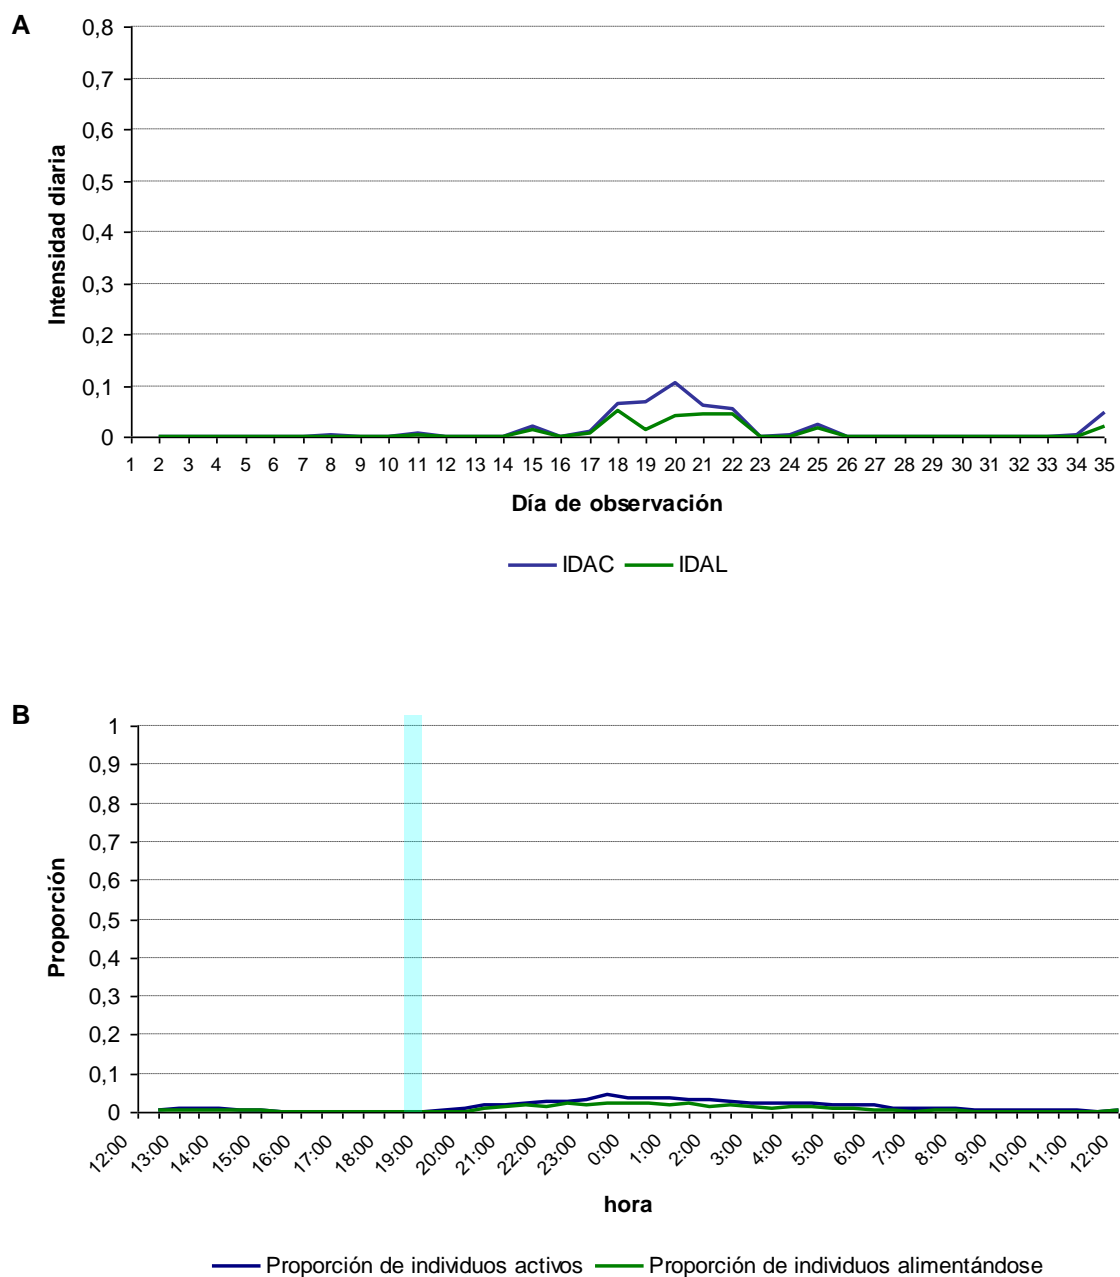 A
0,8
0,7
0,6
0,5
0,4
0,3
0,2
0,1
0
Intensidad diaria
1 2 3 4 5 6 7 8 9 10 11 12 13 14 15 16 17 18 19 20 21 22 23 24 25 26 27 28 29 30 31 32 33 34 35
Día de observación
IDAC IDAL
B
1
0,9
0,8
0,7
0,6
0,5
0,4
0,3
0,2
0,1
0
Proporción
12:00 13:00 14:00 15:00 16:00 17:00 18:00 19:00 20:00 21:00 22:00 23:00 0:00 1:00 2:00 3:00 4:00 5:00 6:00 7:00 8:00 9:00 10:00 11:00 12:00
hora
Proporción de individuos activos Proporción de individuos alimentándose